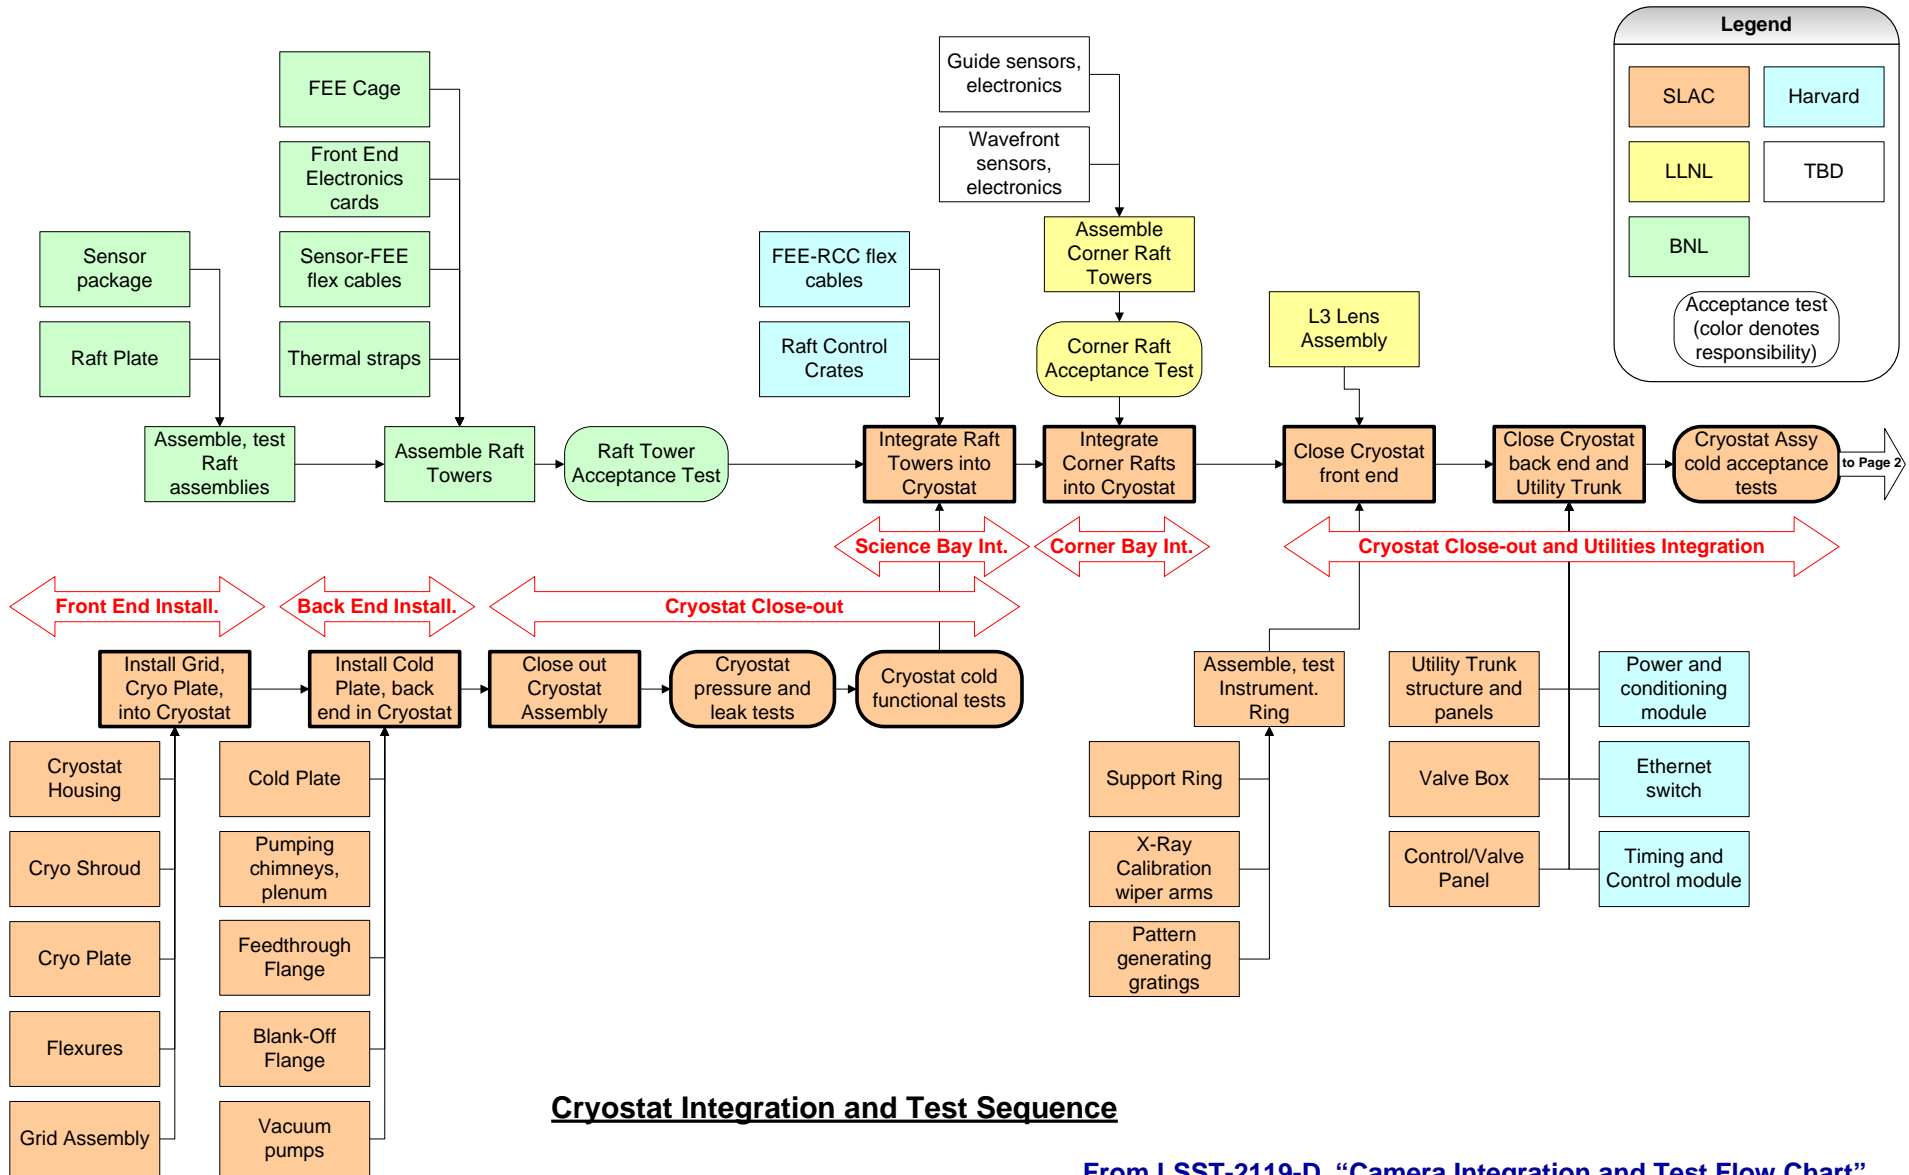 Legend
SLAC
Harvard
LLNL
TBD
BNL
Acceptance test
(color denotes
responsibility)
FEE Cage
Front End
Electronics
cards
Sensor-FEE
flex cables
Thermal straps
Sensor
package
Raft Plate
Guide sensors,
electronics
Wavefront
sensors,
electronics
FEE-RCC flex
cables
Raft Control
Crates
Assemble
Corner Raft
Towers
Corner Raft
Acceptance Test
L3 Lens
Assembly
Assemble, test
Raft
assemblies
Assemble Raft
Towers
Raft Tower
Acceptance Test
Integrate Raft
Towers into
Cryostat
Integrate
Corner Rafts
into Cryostat
Close Cryostat
front end
Close Cryostat
back end and
Utility Trunk
Cryostat Assy
cold acceptance
tests
to Page 2
Science Bay Int.
Corner Bay Int.
Cryostat Close-out and Utilities Integration
Front End Install.
Back End Install.
Cryostat Close-out
Install Grid,
Cryo Plate,
into Cryostat
Install Cold
Plate, back
end in Cryostat
Close out
Cryostat
Assembly
Cryostat
pressure and
leak tests
Cryostat cold
functional tests
Assemble, test
Instrument.
Ring
Utility Trunk
structure and
panels
Power and
conditioning
module
Cryostat
Housing
Cold Plate
Support Ring
Valve Box
Ethernet
switch
Cryo Shroud
Pumping
chimneys,
plenum
X-Ray
Calibration
wiper arms
Control/Valve
Panel
Timing and
Control module
Cryo Plate
Feedthrough
Flange
Pattern
generating
gratings
Flexures
Blank-Off
Flange
Grid Assembly
Vacuum
pumps
Cryostat Integration and Test Sequence
From LSST-2119-D, “Camera Integration and Test Flow Chart”